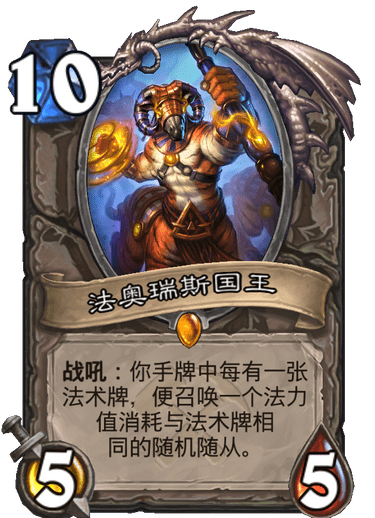 10
法奥瑞斯国王
战吼：你手牌中每有一张
法术牌，便召唤一个法力
值消耗与法术牌相
同的随机随从。
5
5